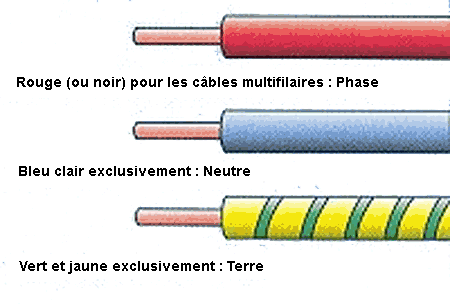 Rouge (ou noir) pour les câbles multifilaires : Phase
Bleu clair exclusivement : Neutre
Vert et jaune exclusivement : Terre